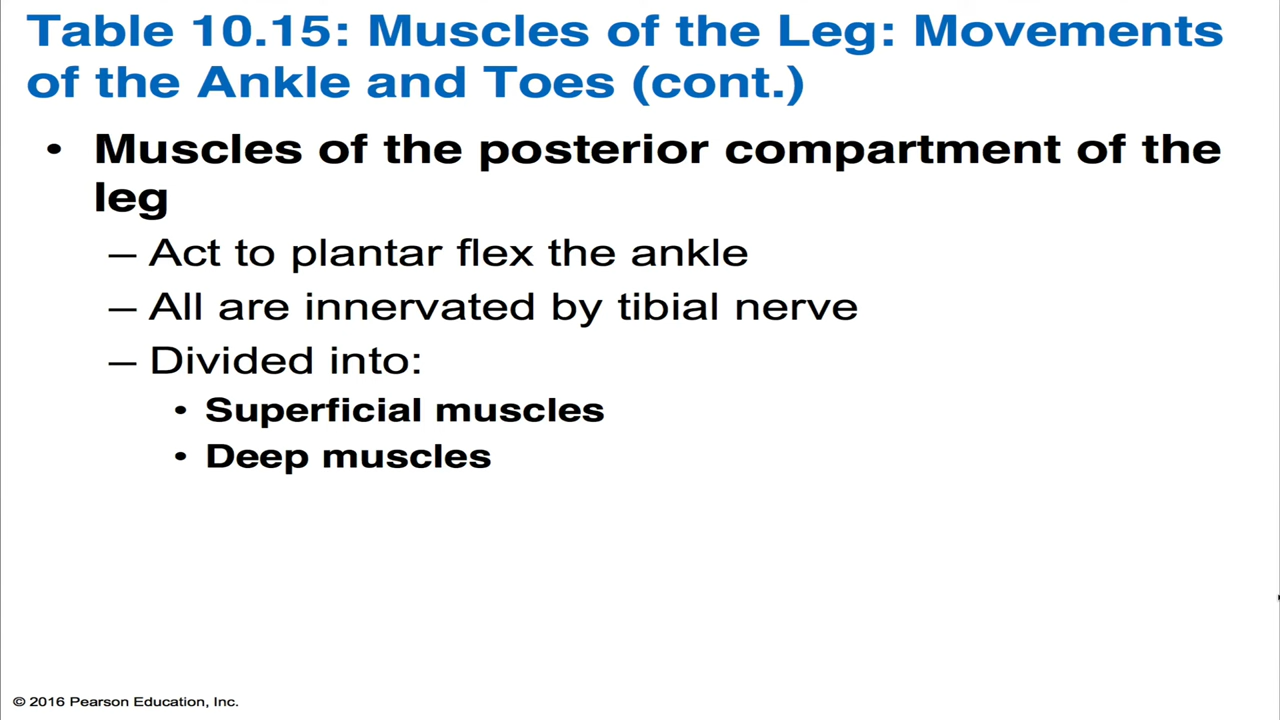 Table 10.15: Muscles of the Leg: Movements
of the Ankle and Toes (cont.)
• Muscles of the posterior compartment of the
leg
– Act to plantar flex the ankle
– All are innervated by tibial nerve
– Divided into:
• Superficial muscles
• Deep muscles
© 2016 Pearson Education, Inc.